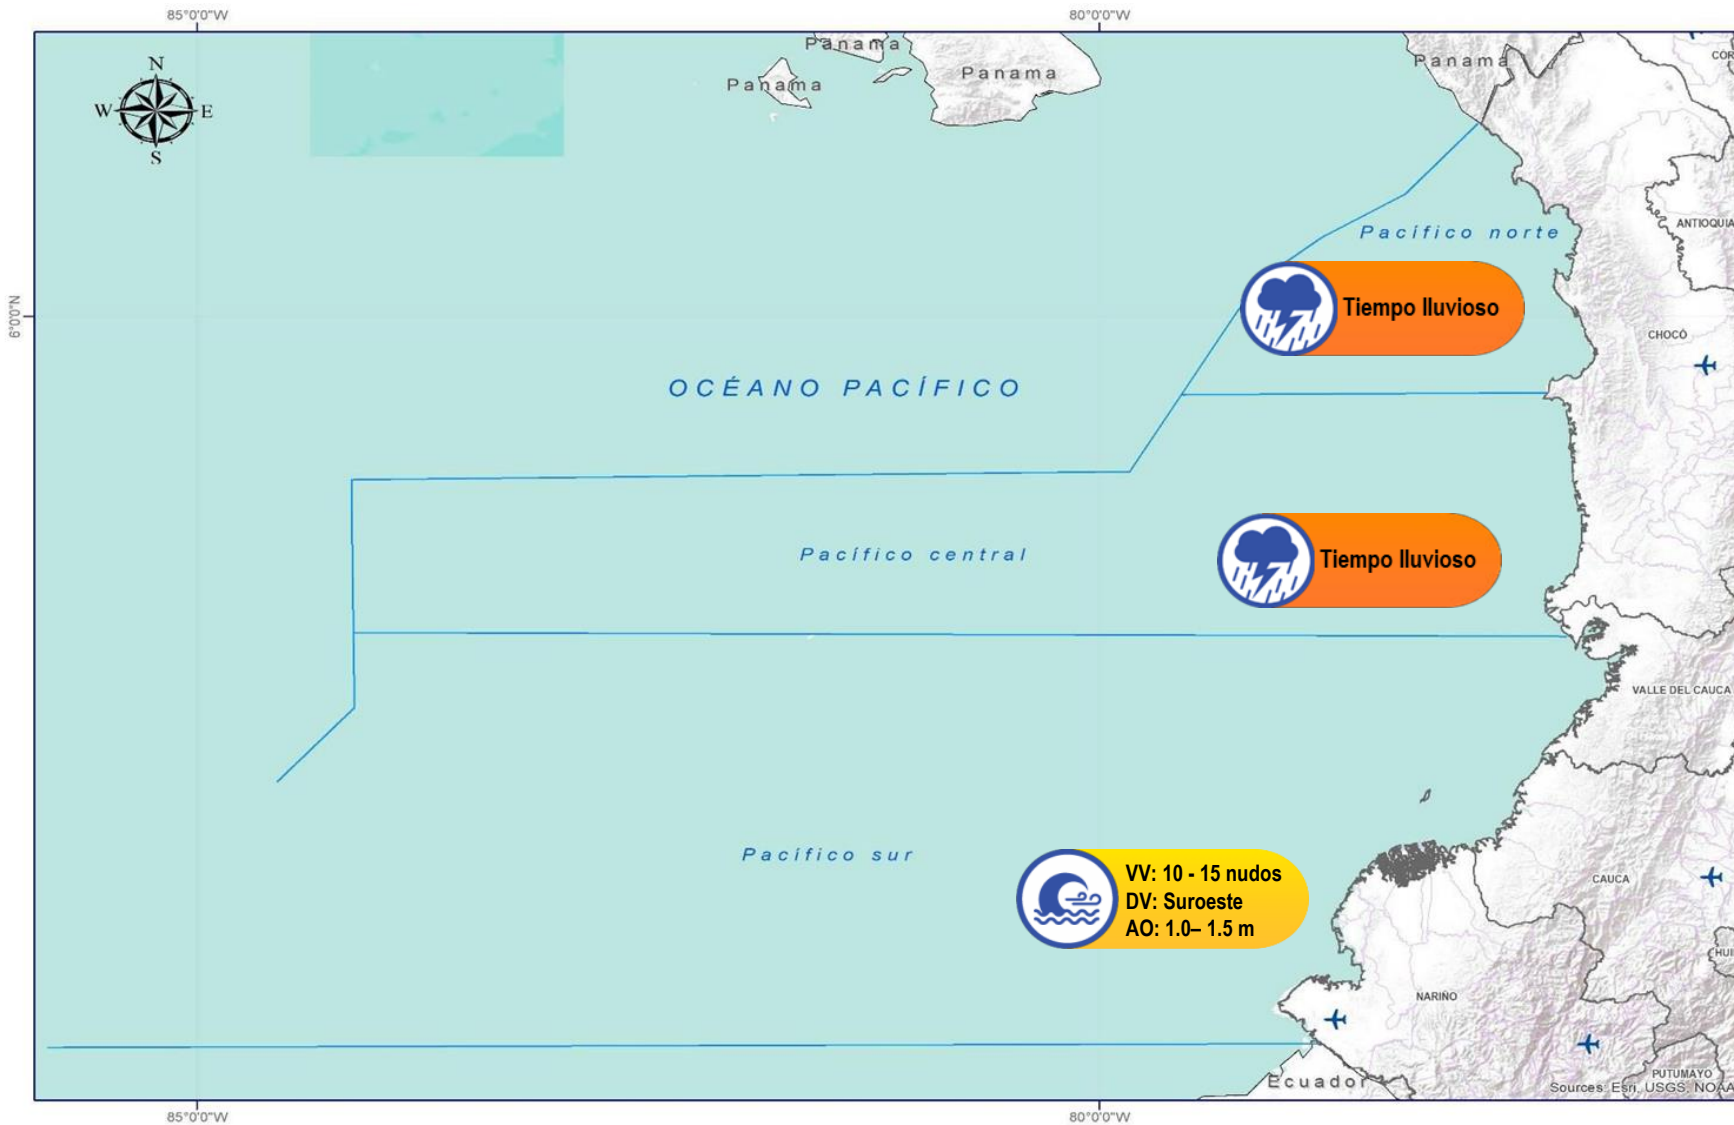 85°0'0"W
80°0'0"W
N
W
E
S
Panama
Panama
Panama
Panama
CÓR
ANTIOQUIA
Pacífico norte
6°0'0"N
Tiempo lluvioso
CHOCÓ
OCÉANO PACÍFICO
Pacífico central
Tiempo lluvioso
VALLE DEL CAUCA
Pacífico sur
VV: 10 - 15 nudos
DV: Suroeste
AO: 1.0– 1.5 m
CAUCA
HUI
NARIÑO
PUTUMAYO
Ecuador
Sources: Esri, USGS, NOAA
85°0'0"W
80°0'0"W